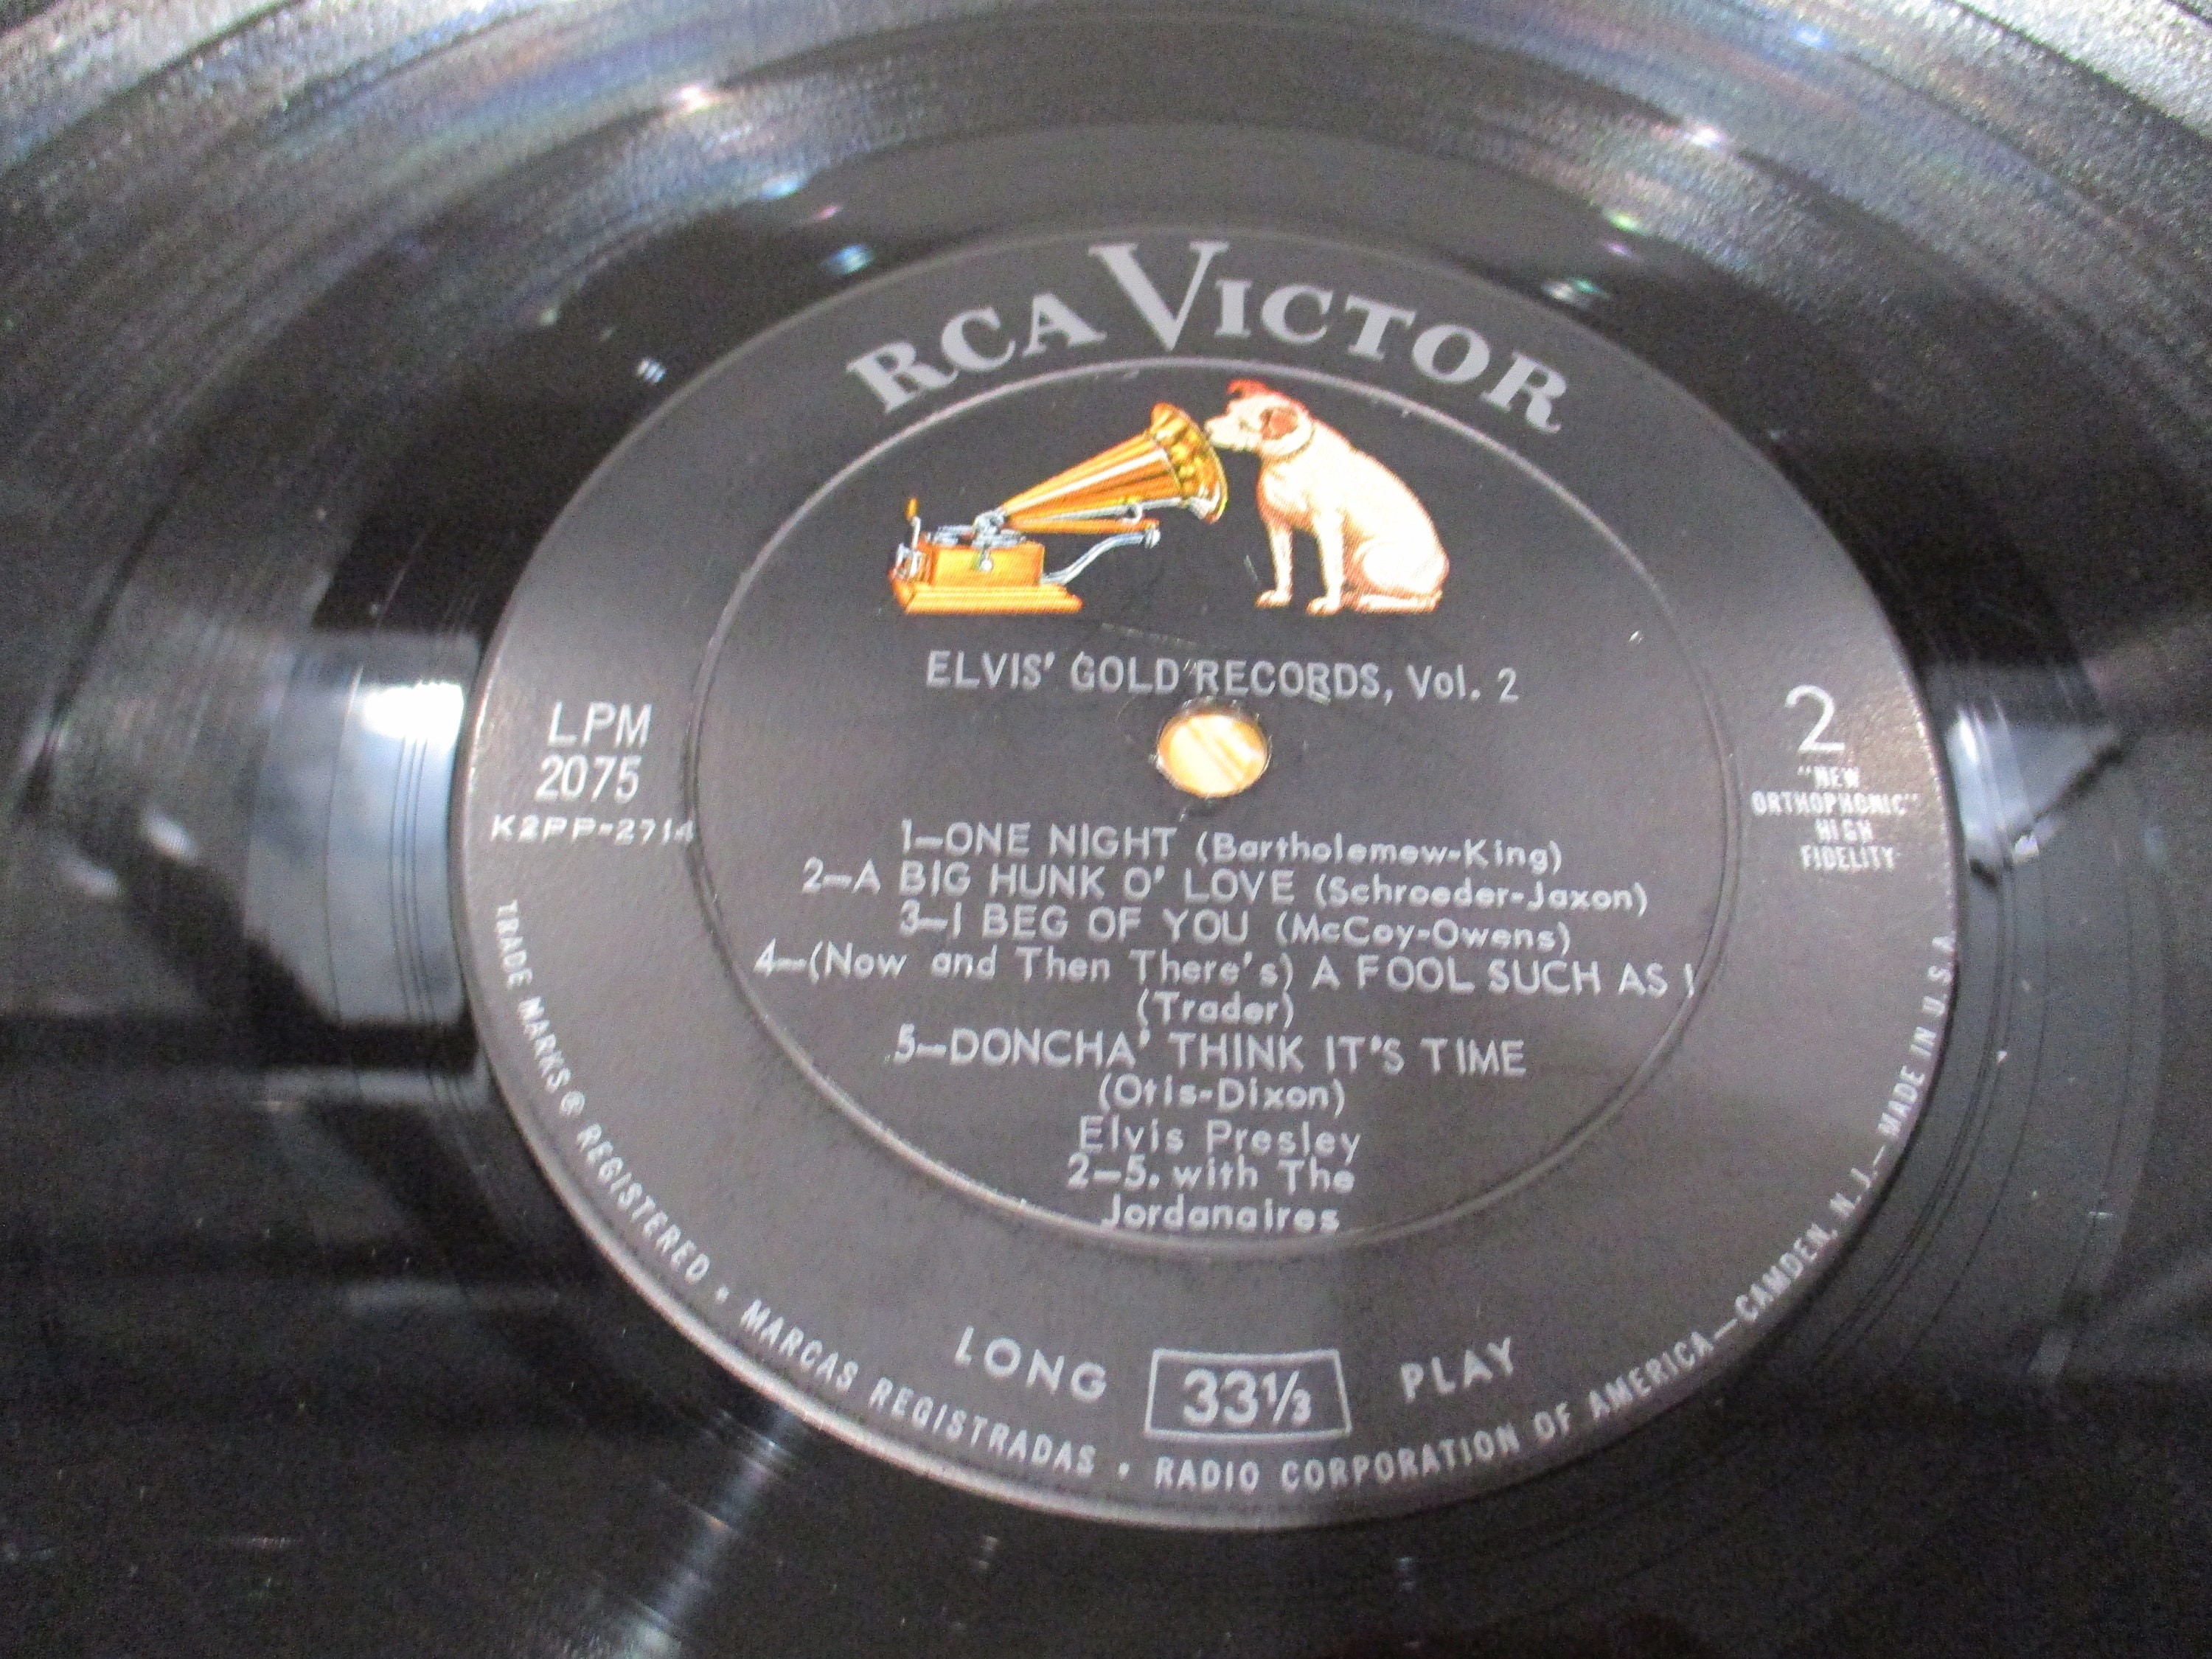 RCA VICTOR
ELVIS' GOLD RECORDS, Vol. 2
LPM
2075
K2PP-2714
2
"NEW
ORTHOPHONIC"
HIGH
FIDELITY
1—ONE NIGHT (Bartholemew-King)
2—A BIG HUNK O' LOVE (Schroeder-Jaxon)
3—I BEG OF YOU (McCoy-Owens)
4—(Now and Then There's) A FOOL SUCH AS I
(Trader)
5—DONCHA' THINK IT'S TIME
(Otis-Dixon)
Elvis Presley
2—5, with The
Jordanaires
LONG 33⅓ PLAY
TRADE MARKS ® REGISTERED • MARCAS REGISTRADAS • RADIO CORPORATION OF AMERICA—CAMDEN, N. J.—MADE IN U.S.A